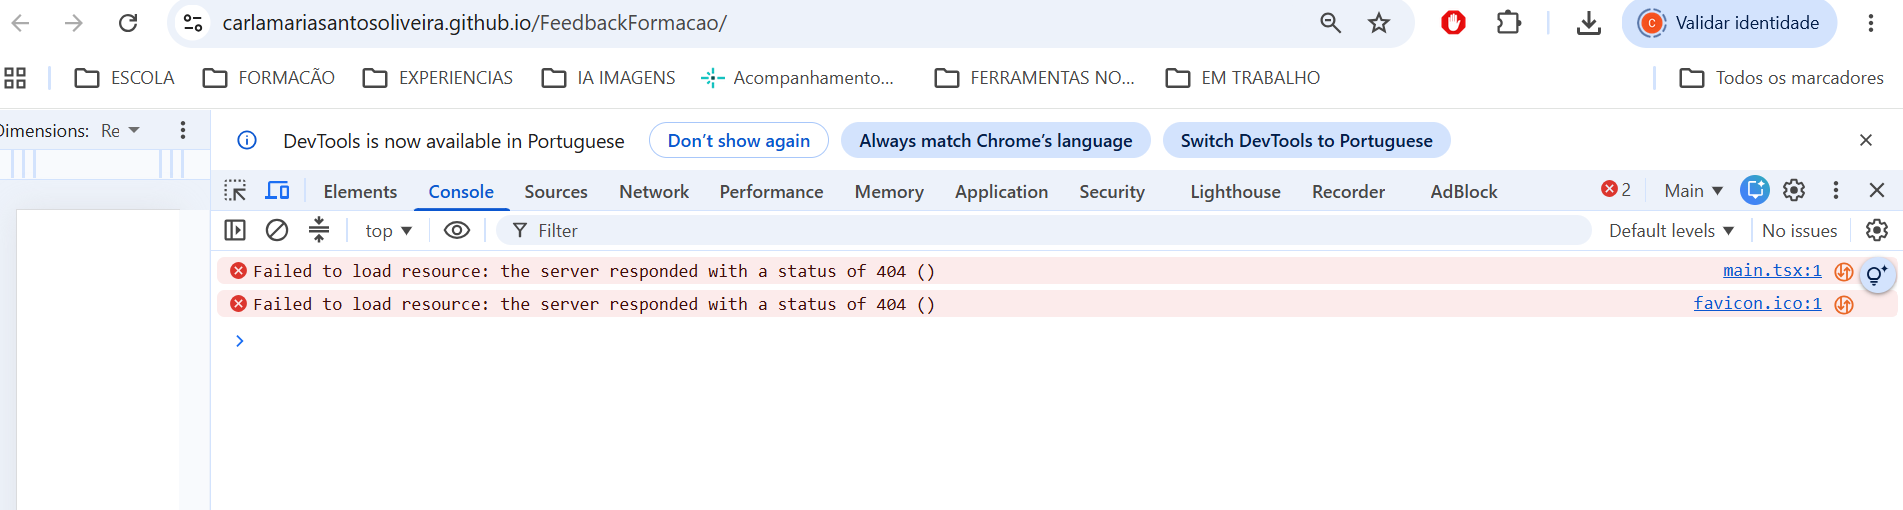 carlamariasantosoliveira.github.io/FeedbackFormacao/
C Validar identidade
ESCOLA FORMACÃO EXPERIENCIAS IA IMAGENS Acompanhamento... FERRAMENTAS NO... EM TRABALHO Todos os marcadores
Dimensions: Re
DevTools is now available in Portuguese Don't show again Always match Chrome's language Switch DevTools to Portuguese
Elements Console Sources Network Performance Memory Application Security Lighthouse Recorder AdBlock 2 Main
top Filter Default levels No issues
Failed to load resource: the server responded with a status of 404 () main.tsx:1
Failed to load resource: the server responded with a status of 404 () favicon.ico:1